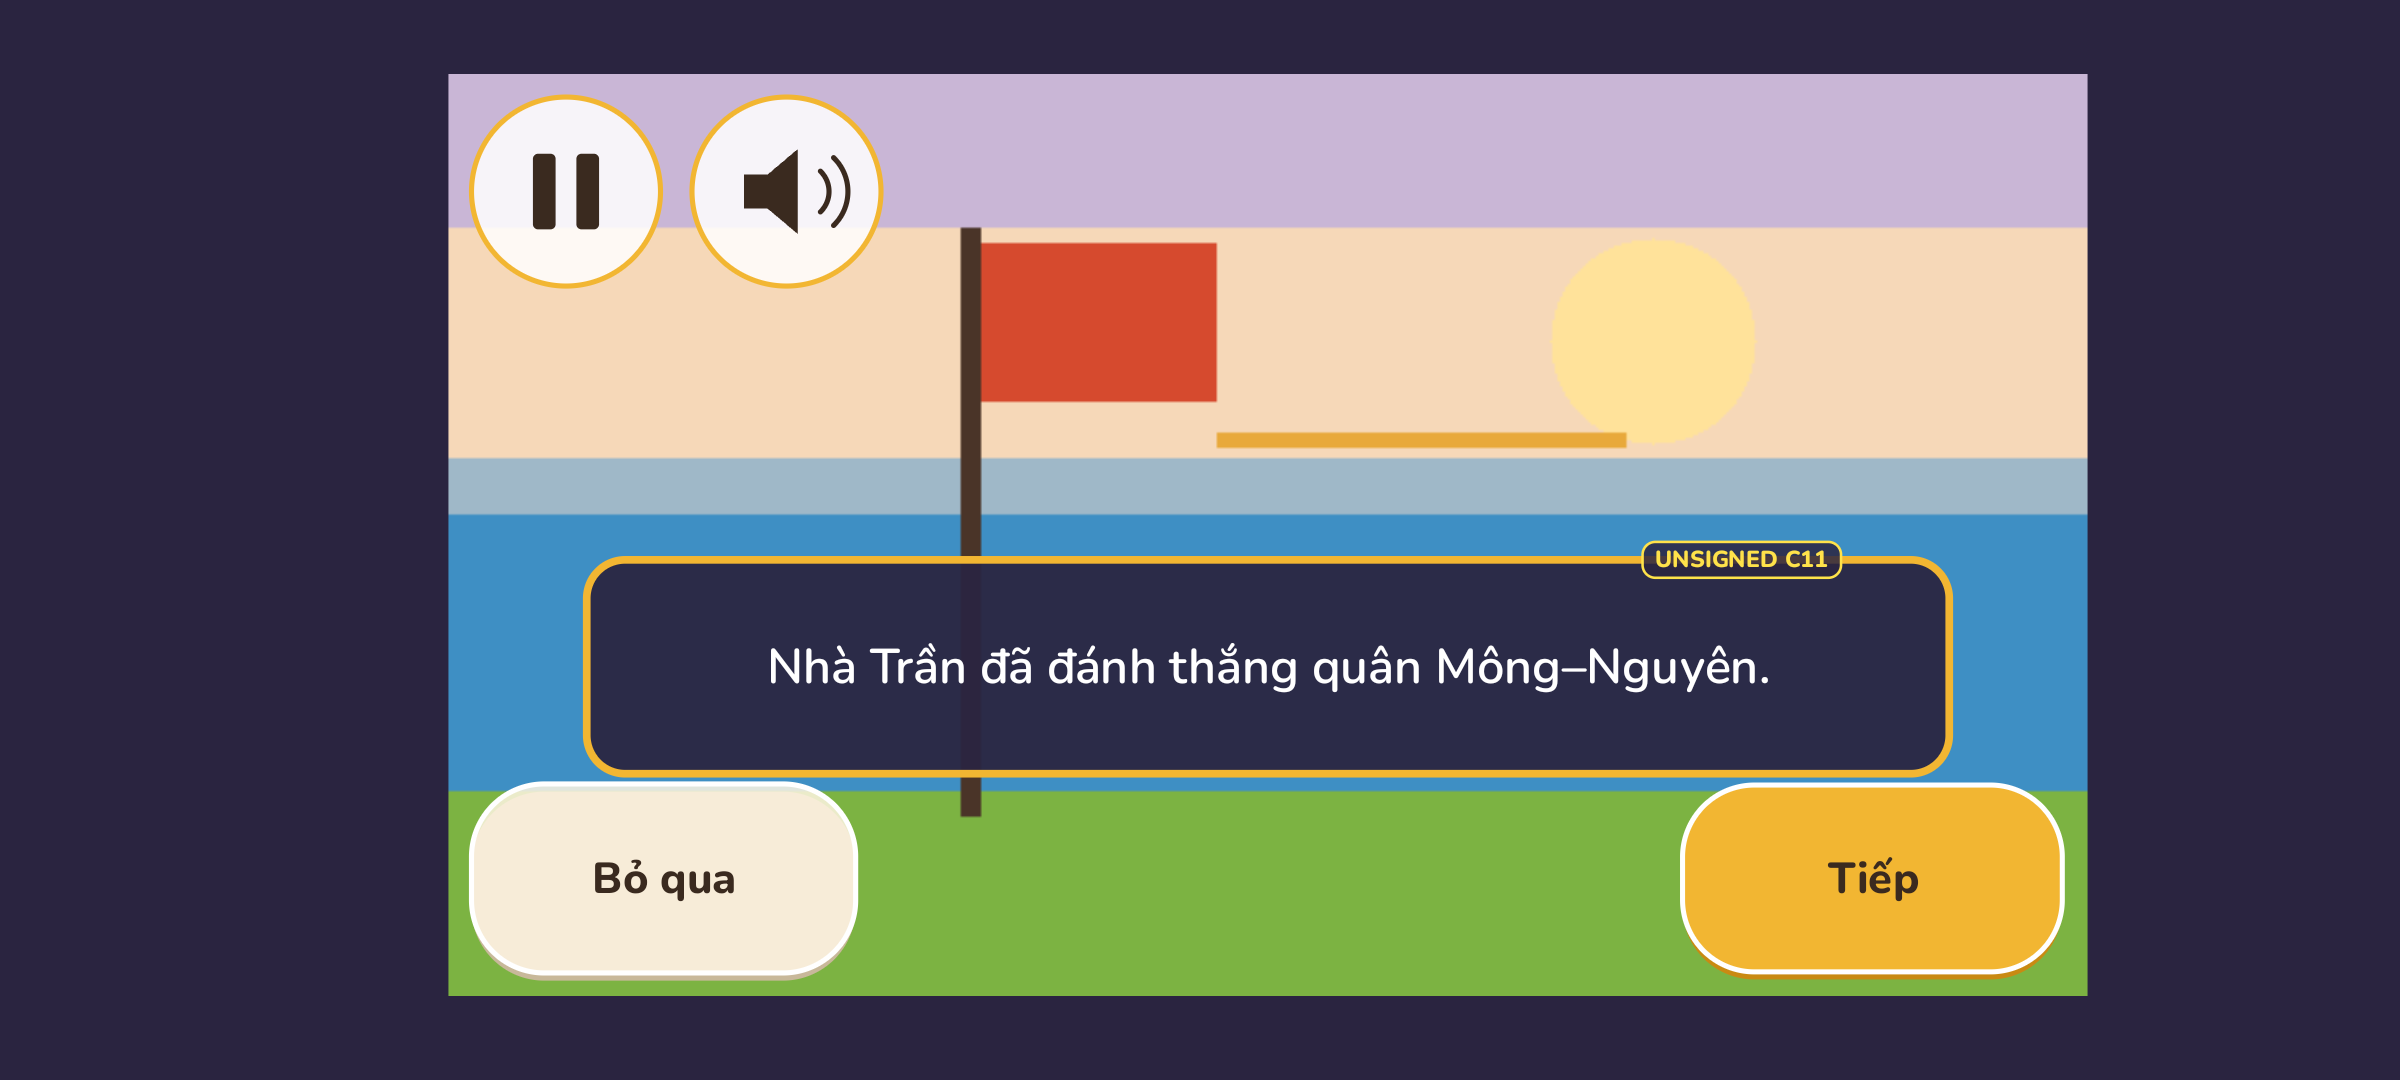 UNSIGNED C11
Nhà Trần đã đánh thắng quân Mông–Nguyên.
Bỏ qua
Tiếp